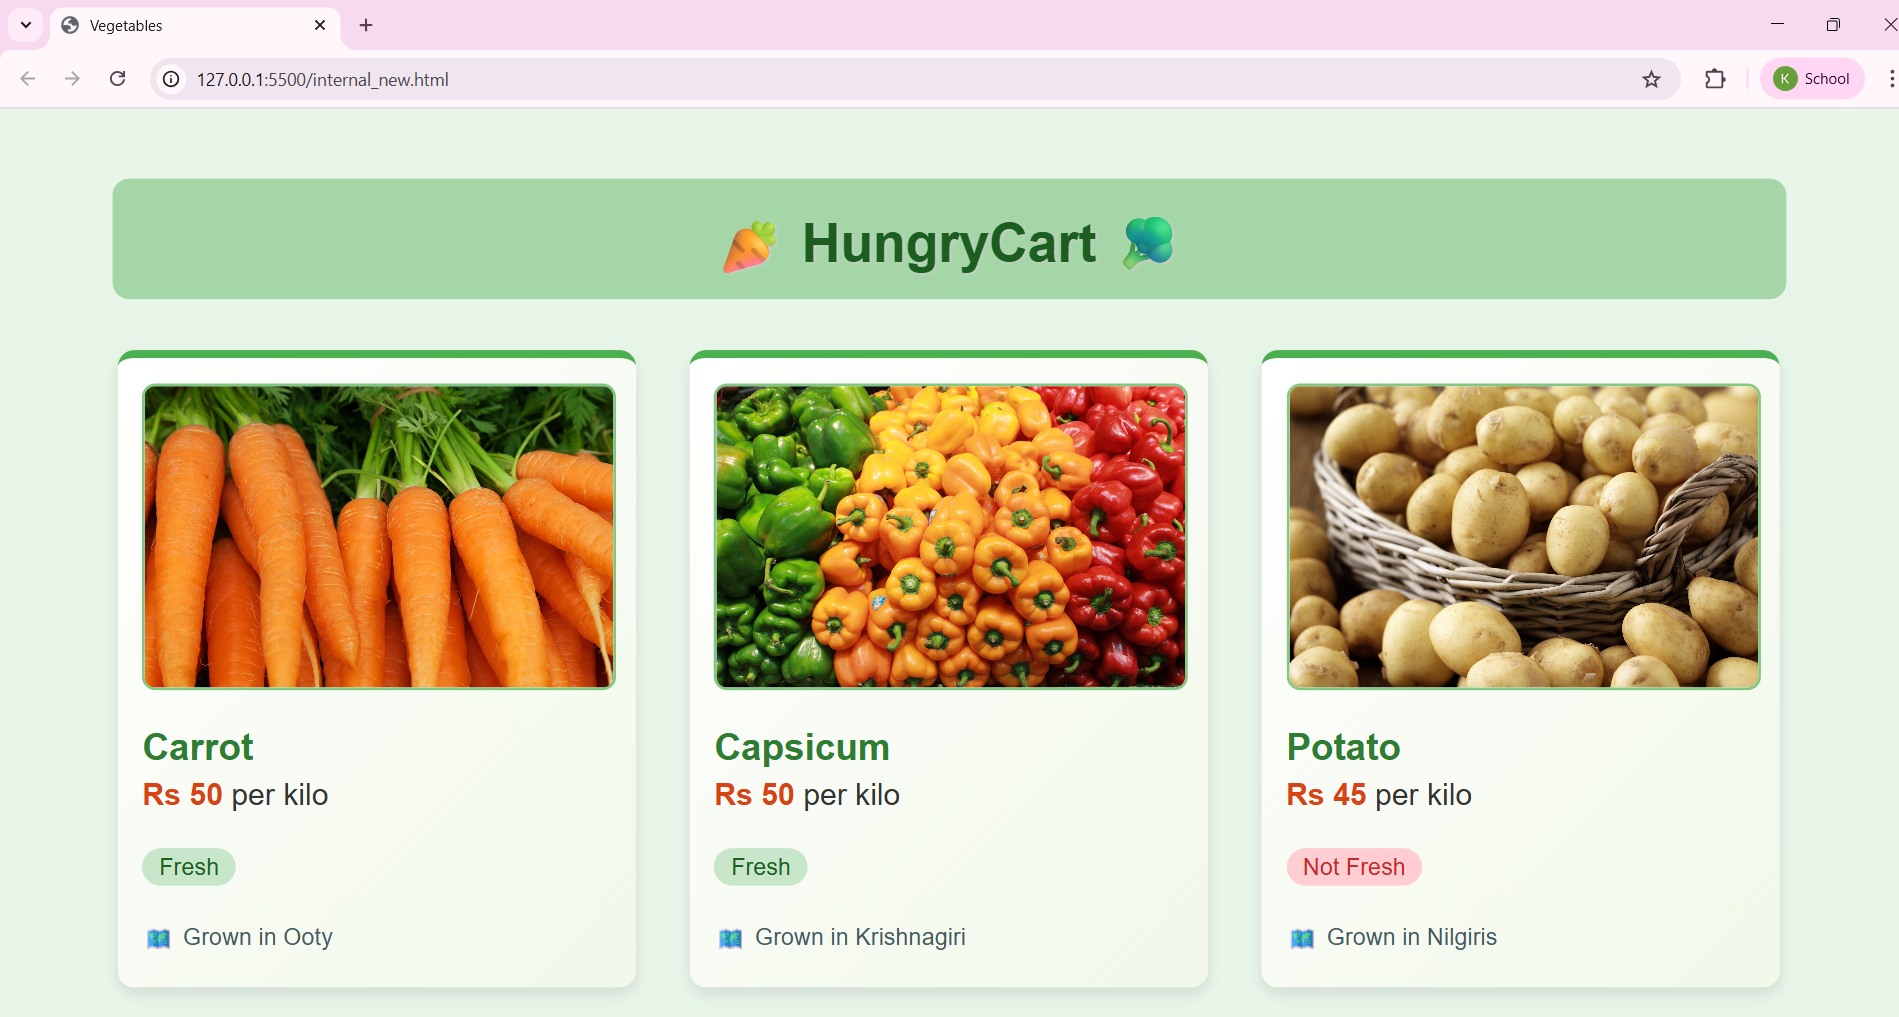 Vegetables
127.0.0.1:5500/internal_new.html
K School
HungryCart
Carrot
Rs 50 per kilo
Fresh
Grown in Ooty
Capsicum
Rs 50 per kilo
Fresh
Grown in Krishnagiri
Potato
Rs 45 per kilo
Not Fresh
Grown in Nilgiris